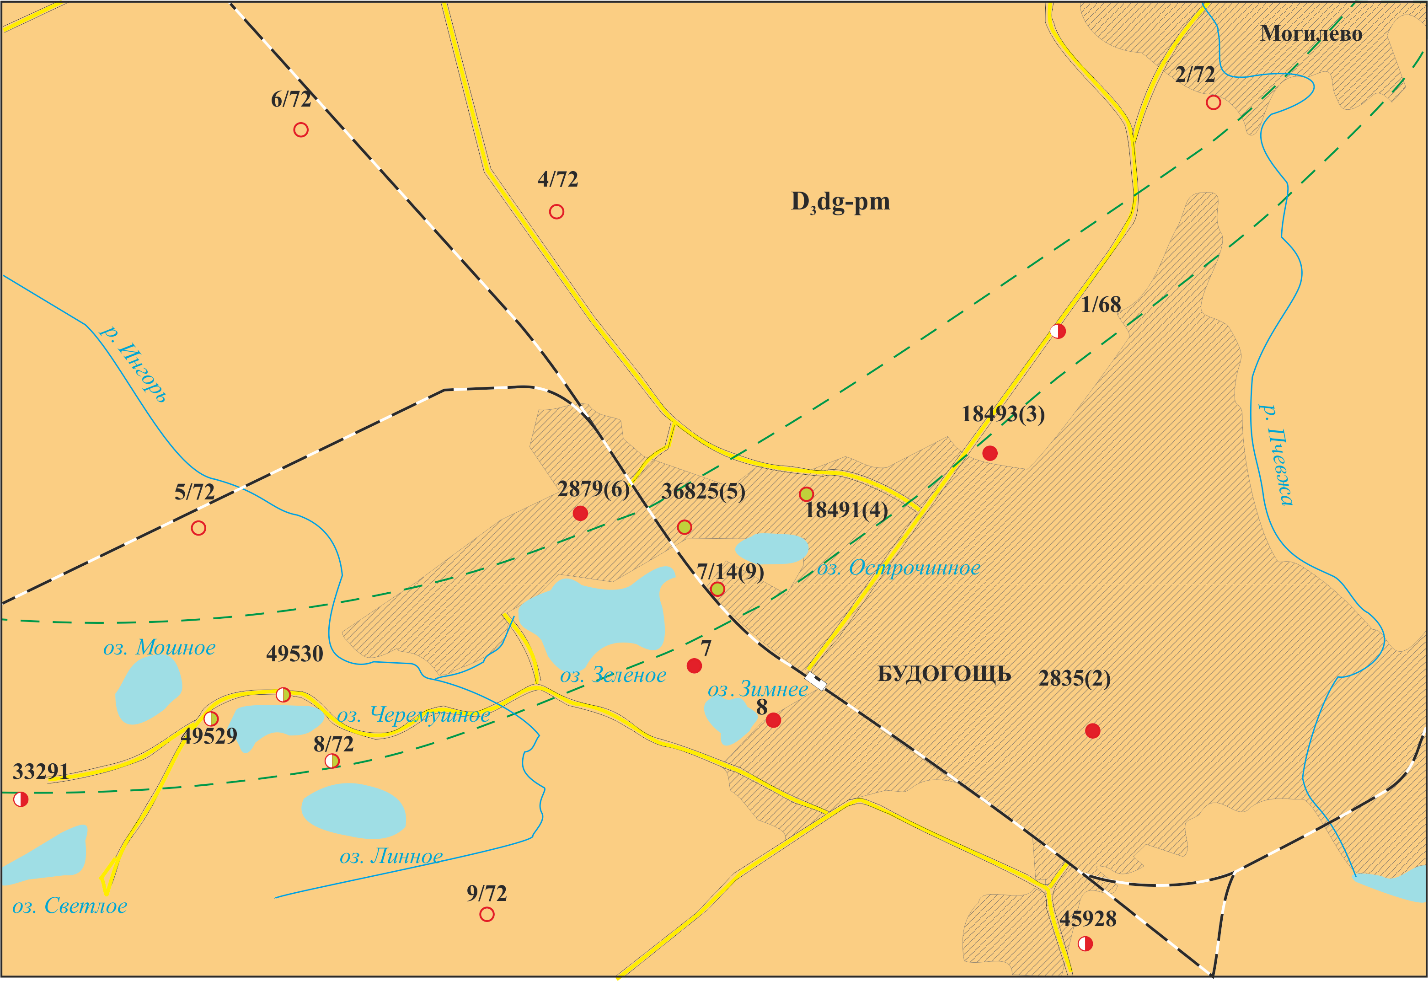 Могилево
2/72
6/72
4/72
D₃dg-pm
1/68
р. Ингорь
18493(3)
р. Пчевжа
5/72
2879(6)
36825(5)
18491(4)
7/14(9)
оз. Острочинное
оз. Мошное
49530
7
оз. Зеленое
БУДОГОЩЬ
2835(2)
оз. Зимнее
8
оз. Черемушное
49529
8/72
33291
оз. Линное
9/72
оз. Светлое
45928